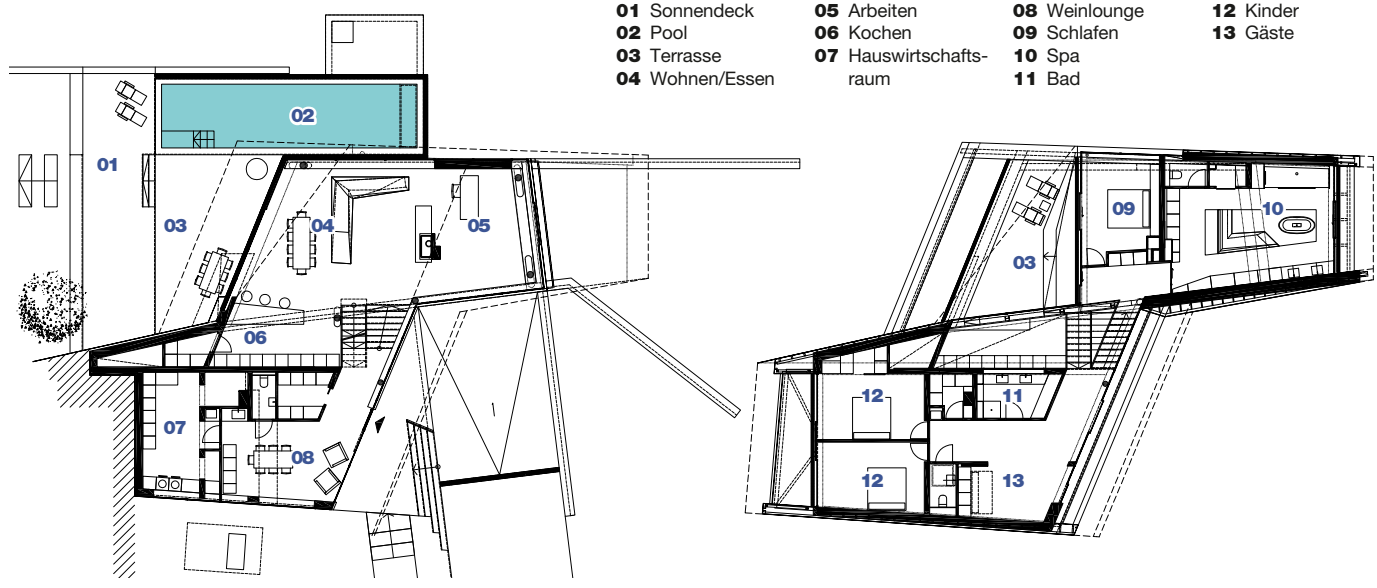 01 Sonnendeck
02 Pool
03 Terrasse
04 Wohnen/Essen
05 Arbeiten
06 Kochen
07 Hauswirtschafts-
raum
08 Weinlounge
09 Schlafen
10 Spa
11 Bad
12 Kinder
13 Gäste
02
01
03
04
05
06
07
08
09
10
03
12
11
12
13